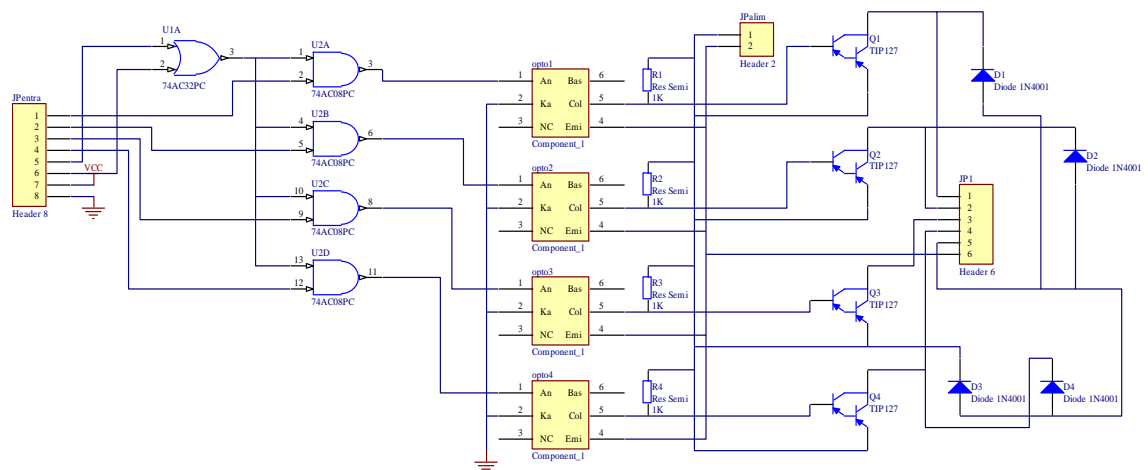 JPentra
1
2
3
4
5
6
7
8
Header 8
VCC
U1A
1
2
3
74AC32PC
U2A
1
2
3
74AC08PC
U2B
4
5
6
74AC08PC
U2C
10
9
8
74AC08PC
U2D
13
12
11
74AC08PC
opto1
1 An Bas 6
2 Ka Col 5
3 NC Emi 4
Component_1
opto2
1 An Bas 6
2 Ka Col 5
3 NC Emi 4
Component_1
opto3
1 An Bas 6
2 Ka Col 5
3 NC Emi 4
Component_1
opto4
1 An Bas 6
2 Ka Col 5
3 NC Emi 4
Component_1
R1
Res Semi
1K
R2
Res Semi
1K
R3
Res Semi
1K
R4
Res Semi
1K
JPalim
1
2
Header 2
Q1
TIP127
Q2
TIP127
Q3
TIP127
Q4
TIP127
D1
Diode 1N4001
D2
Diode 1N4001
JP1
1
2
3
4
5
6
Header 6
D3
Diode 1N4001
D4
Diode 1N4001